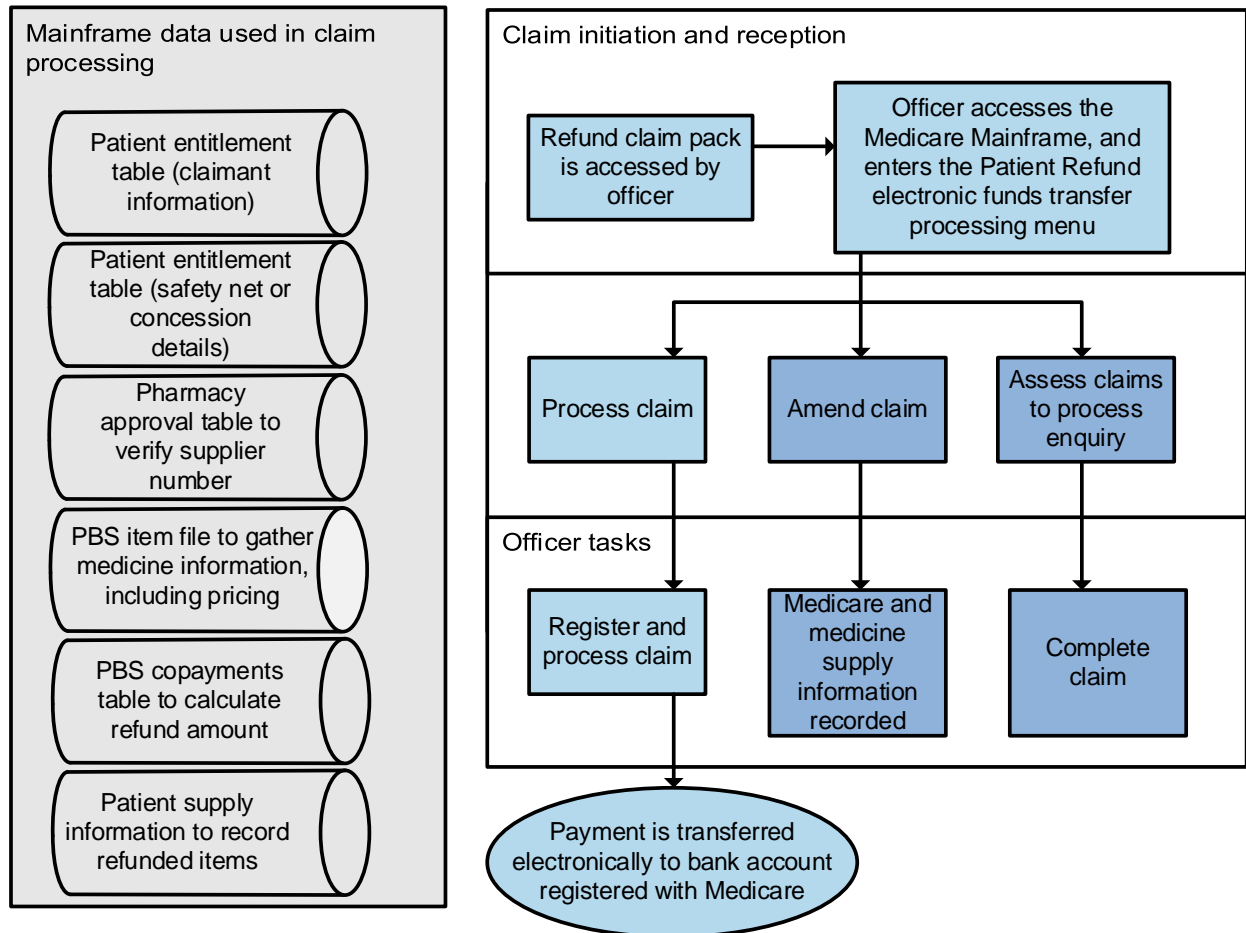 Mainframe data used in claim
processing
Patient entitlement
table (claimant
information)
Patient entitlement
table (safety net or
concession
details)
Pharmacy
approval table to
verify supplier
number
PBS item file to gather
medicine information,
including pricing
PBS copayments
table to calculate
refund amount
Patient supply
information to record
refunded items
Claim initiation and reception
Refund claim pack
is accessed by
officer
Officer accesses the
Medicare Mainframe, and
enters the Patient Refund
electronic funds transfer
processing menu
Process claim
Amend claim
Assess claims
to process
enquiry
Officer tasks
Register and
process claim
Medicare and
medicine
supply
information
recorded
Complete
claim
Payment is transferred
electronically to bank account
registered with Medicare